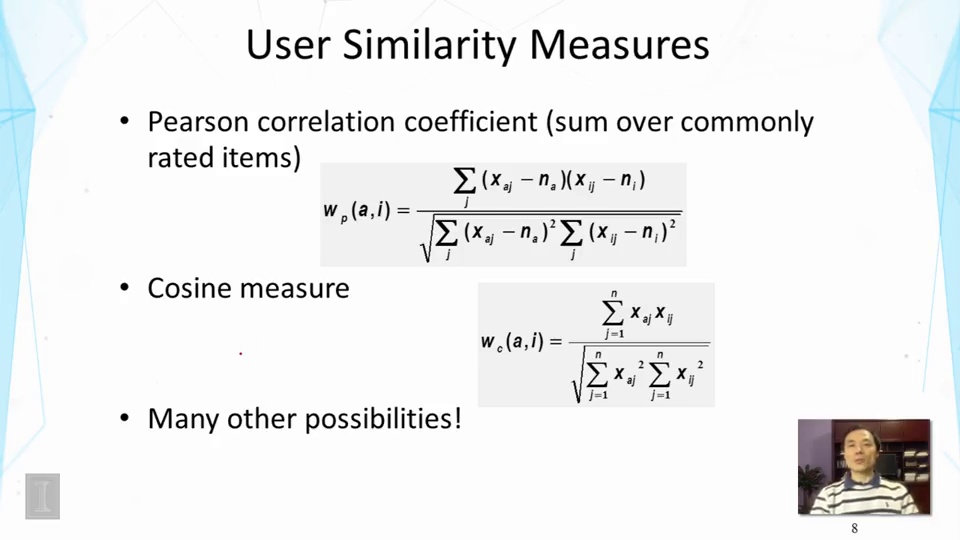 User Similarity Measures
• Pearson correlation coefficient (sum over commonly
rated items)
w_p(a,i) = \frac{\sum_j (x_{aj} - n_a)(x_{ij} - n_i)}{\sqrt{\sum_j (x_{aj} - n_a)^2 \sum_j (x_{ij} - n_i)^2}}
• Cosine measure
w_c(a,i) = \frac{\sum_{j=1}^{n} x_{aj} x_{ij}}{\sqrt{\sum_{j=1}^{n} x_{aj}^2 \sum_{j=1}^{n} x_{ij}^2}}
• Many other possibilities!
I
8